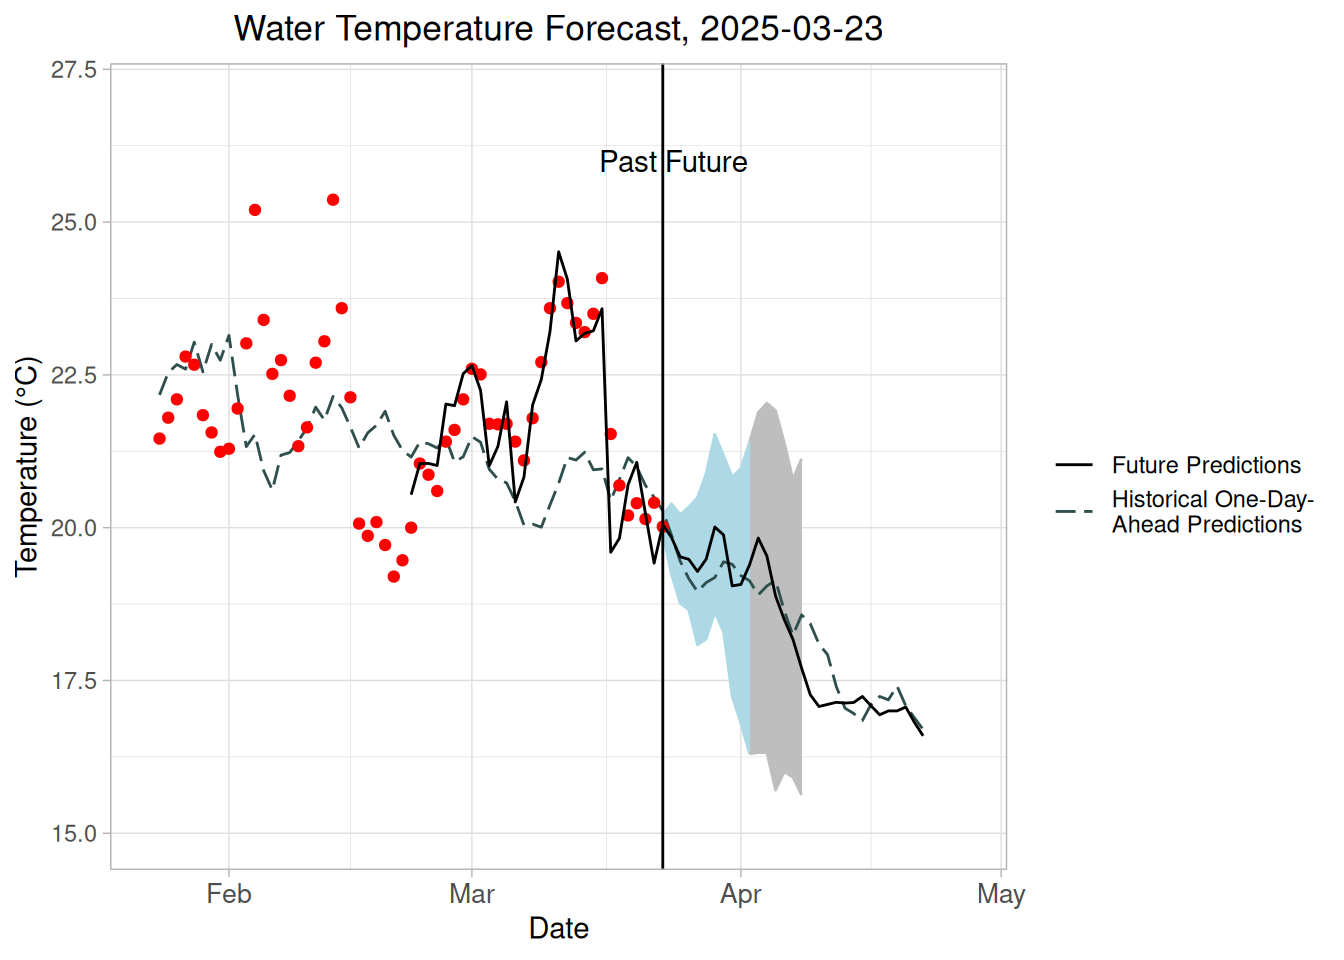 Water Temperature Forecast, 2025-03-23
27.5
25.0
22.5
20.0
17.5
15.0
Temperature (°C)
Past Future
Feb
Mar
Apr
May
Date
Future Predictions
Historical One-Day-
Ahead Predictions